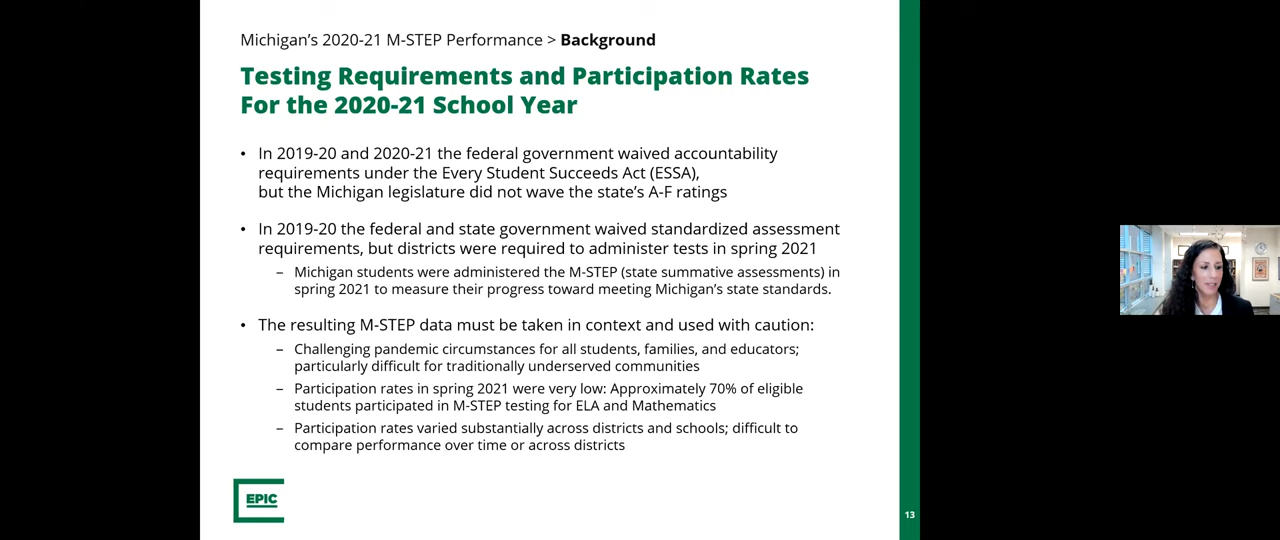 Michigan's 2020-21 M-STEP Performance > Background
Testing Requirements and Participation Rates
For the 2020-21 School Year
• In 2019-20 and 2020-21 the federal government waived accountability
requirements under the Every Student Succeeds Act (ESSA),
but the Michigan legislature did not wave the state's A-F ratings
• In 2019-20 the federal and state government waived standardized assessment
requirements, but districts were required to administer tests in spring 2021
– Michigan students were administered the M-STEP (state summative assessments) in
spring 2021 to measure their progress toward meeting Michigan's state standards.
• The resulting M-STEP data must be taken in context and used with caution:
– Challenging pandemic circumstances for all students, families, and educators;
particularly difficult for traditionally underserved communities
– Participation rates in spring 2021 were very low: Approximately 70% of eligible
students participated in M-STEP testing for ELA and Mathematics
– Participation rates varied substantially across districts and schools; difficult to
compare performance over time or across districts
EPIC
13